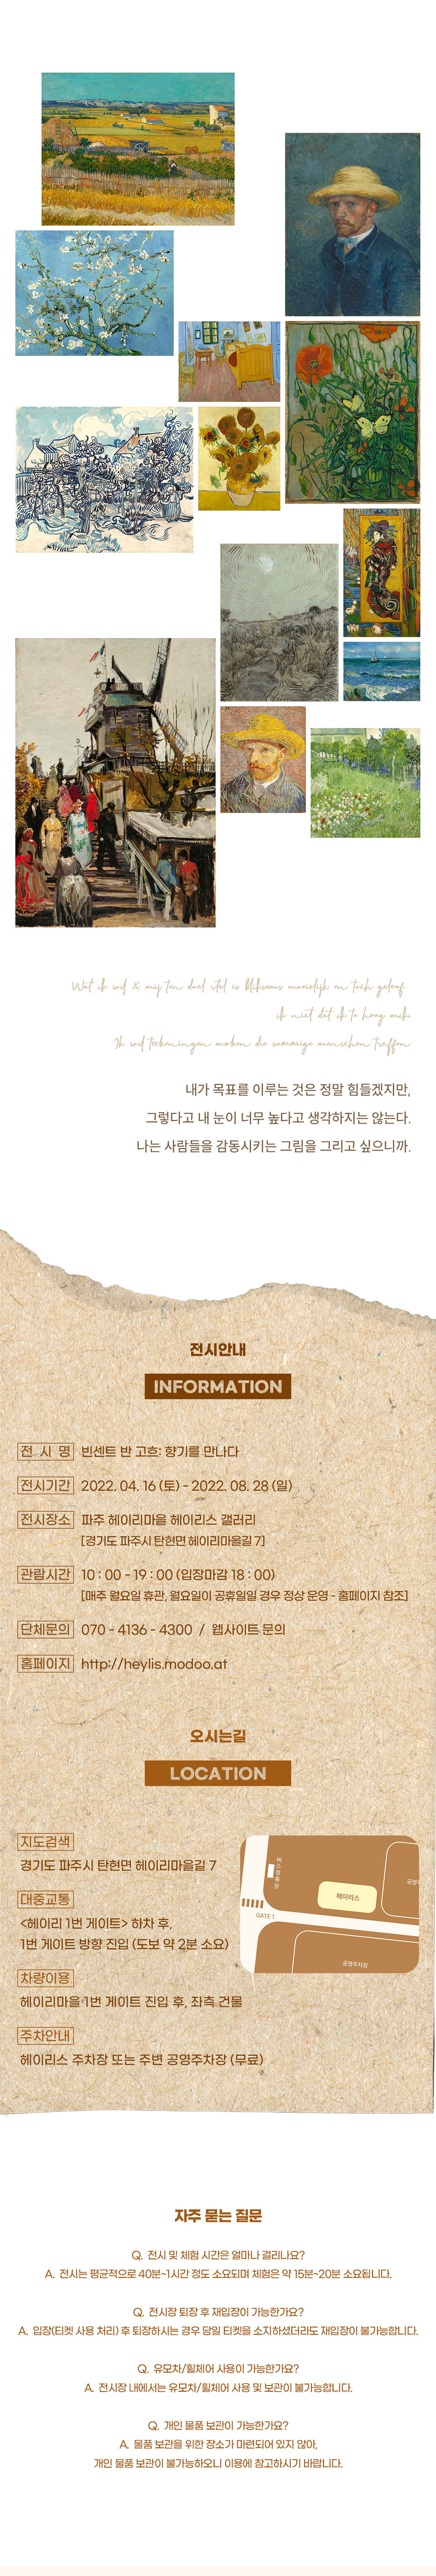 Wat ik wil & mij ten doel stel is bliksems moeielijk en toch geloof
ik niet dat ik te hoog mik
Ik wil teekeningen maken die sommige menschen treffen
내가 목표를 이루는 것은 정말 힘들겠지만,
그렇다고 내 눈이 너무 높다고 생각하지는 않는다.
나는 사람들을 감동시키는 그림을 그리고 싶으니까.
전시안내
INFORMATION
전 시 명 빈센트 반 고흐: 향기를 만나다
전시기간 2022. 04. 16 (토) - 2022. 08. 28 (일)
전시장소 파주 헤이리마을 헤이리스 갤러리
[경기도 파주시 탄현면 헤이리마을길 7]
관람시간 10 : 00 - 19 : 00 (입장마감 18 : 00)
[매주 월요일 휴관, 월요일이 공휴일일 경우 정상 운영 - 홈페이지 참조]
단체문의 070 - 4136 - 4300 / 웹사이트 문의
홈페이지 http://heylis.modoo.at
오시는길
LOCATION
지도검색
경기도 파주시 탄현면 헤이리마을길 7
대중교통
<헤이리 1번 게이트> 하차 후,
1번 게이트 방향 진입 (도보 약 2분 소요)
차량이용
헤이리마을 1번 게이트 진입 후, 좌측 건물
주차안내
헤이리스 주차장 또는 주변 공영주차장 (무료)
버스정류장
헤이리스
공영
GATE 1
공영주차장
자주 묻는 질문
Q. 전시 및 체험 시간은 얼마나 걸리나요?
A. 전시는 평균적으로 40분~1시간 정도 소요되며 체험은 약 15분~20분 소요됩니다.
Q. 전시장 퇴장 후 재입장이 가능한가요?
A. 입장(티켓 사용 처리) 후 퇴장하시는 경우 당일 티켓을 소지하셨더라도 재입장이 불가능합니다.
Q. 유모차/휠체어 사용이 가능한가요?
A. 전시장 내에서는 유모차/휠체어 사용 및 보관이 불가능합니다.
Q. 개인 물품 보관이 가능한가요?
A. 물품 보관을 위한 장소가 마련되어 있지 않아,
개인 물품 보관이 불가능하오니 이용에 참고하시기 바랍니다.